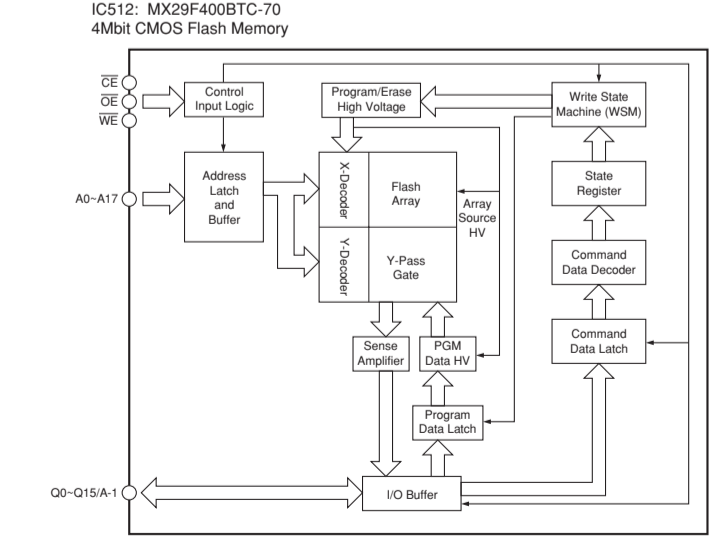 IC512: MX29F400BTC-70
4Mbit CMOS Flash Memory
CE
OE
WE
Control
Input Logic
Program/Erase
High Voltage
Write State
Machine (WSM)
A0~A17
Address
Latch
and
Buffer
X-Decoder
Flash
Array
Array
Source
HV
State
Register
Y-Decoder
Y-Pass
Gate
Command
Data Decoder
Sense
Amplifier
PGM
Data HV
Command
Data Latch
Program
Data Latch
Q0~Q15/A-1
I/O Buffer